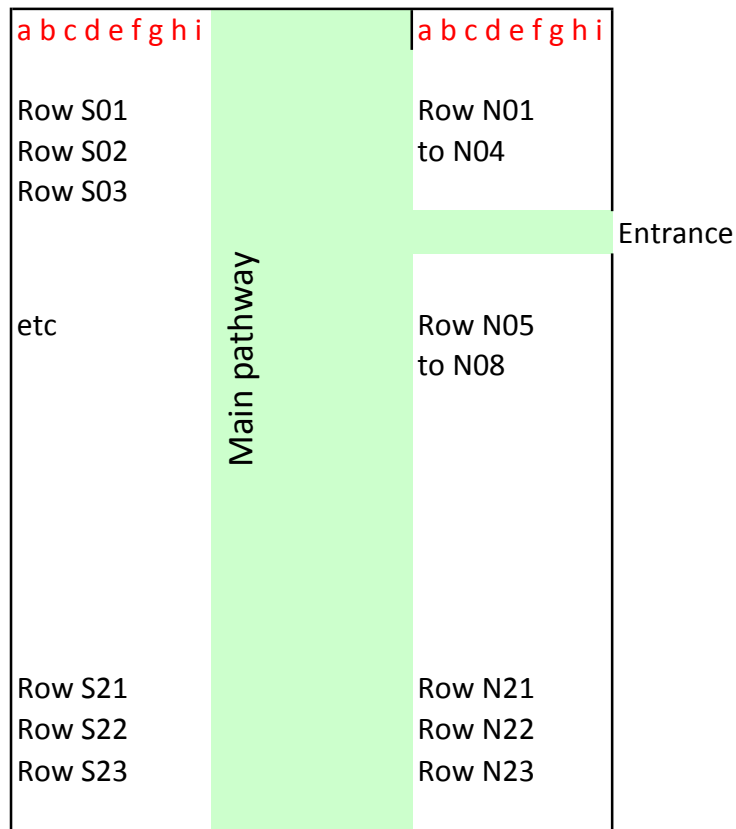 a b c d e f g h i
a b c d e f g h i
Row S01
Row N01
Row S02
to N04
Row S03
Entrance
Main pathway
etc
Row N05
to N08
Row S21
Row N21
Row S22
Row N22
Row S23
Row N23